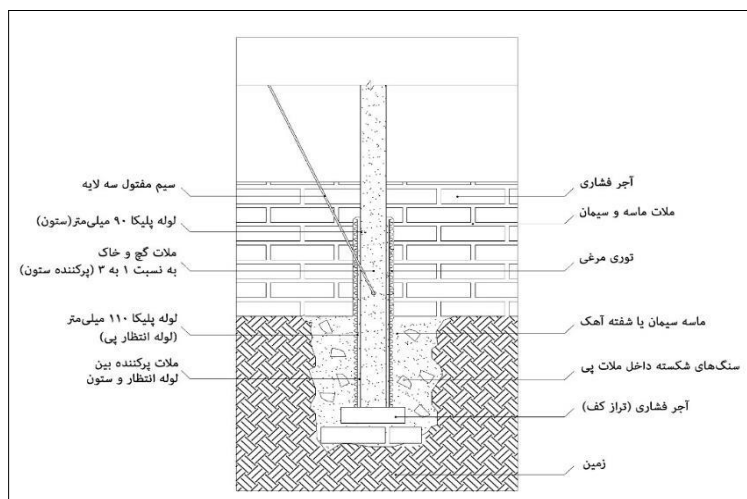 آجر فشاری
ملات ماسه و سیمان
توری مرغی
ماسه سیمان یا شفته آهک
سنگ‌های شکسته داخل ملات پی
آجر فشاری (تراز کف)
زمین
سیم مفتول سه لایه
لوله پلیکا ۹۰ میلی‌متر(ستون)
ملات گچ و خاک
به نسبت ۱ به ۳ (پرکننده ستون)
لوله پلیکا ۱۱۰ میلی‌متر
(لوله انتظار پی)
ملات پرکننده بین
لوله انتظار و ستون